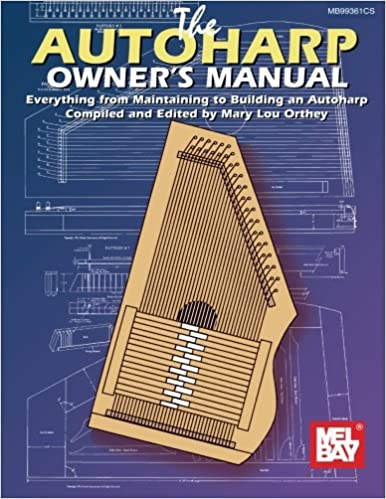 MB99361CS
The
AUTOHARP
OWNER'S MANUAL
Everything from Maintaining to Building an Autoharp
Compiled and Edited by Mary Lou Orthey
MEL
BAY
®